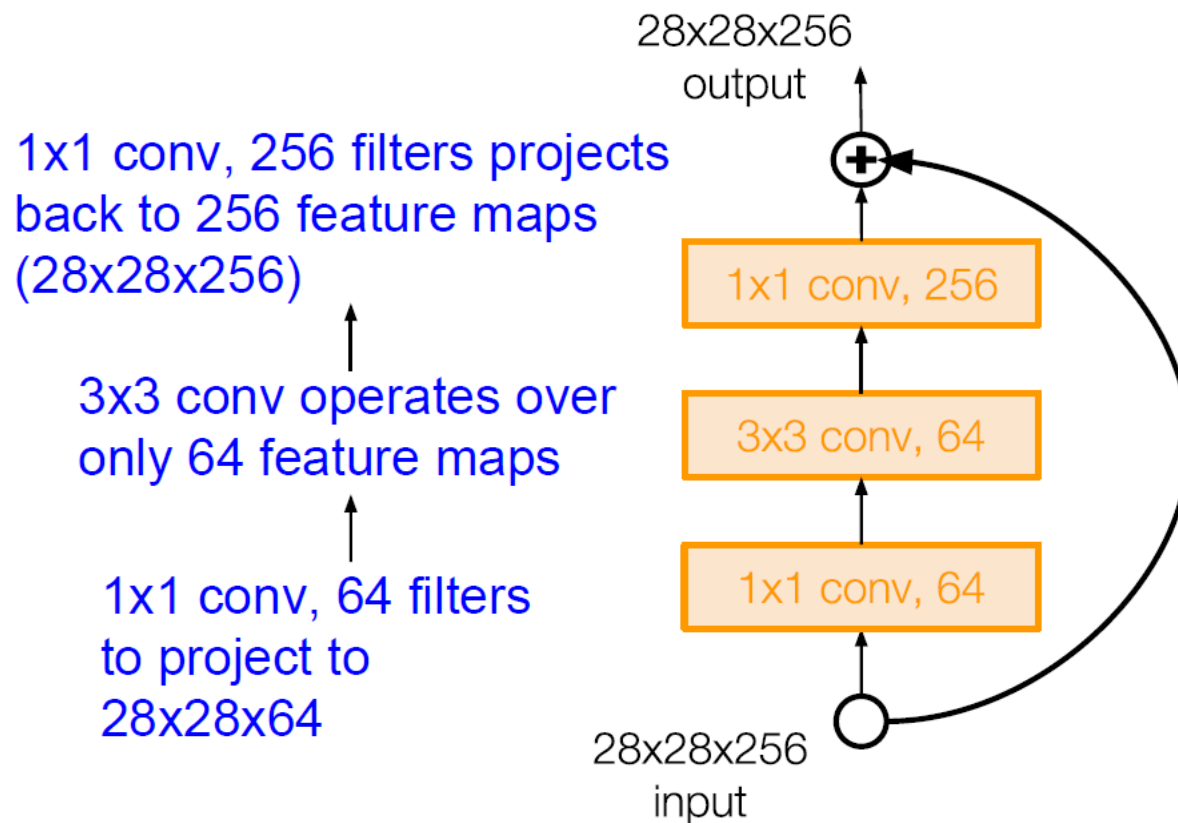 28x28x256
output
1x1 conv, 256 filters projects
back to 256 feature maps
(28x28x256)
1x1 conv, 256
3x3 conv operates over
only 64 feature maps
3x3 conv, 64
1x1 conv, 64 filters
to project to
28x28x64
1x1 conv, 64
28x28x256
input